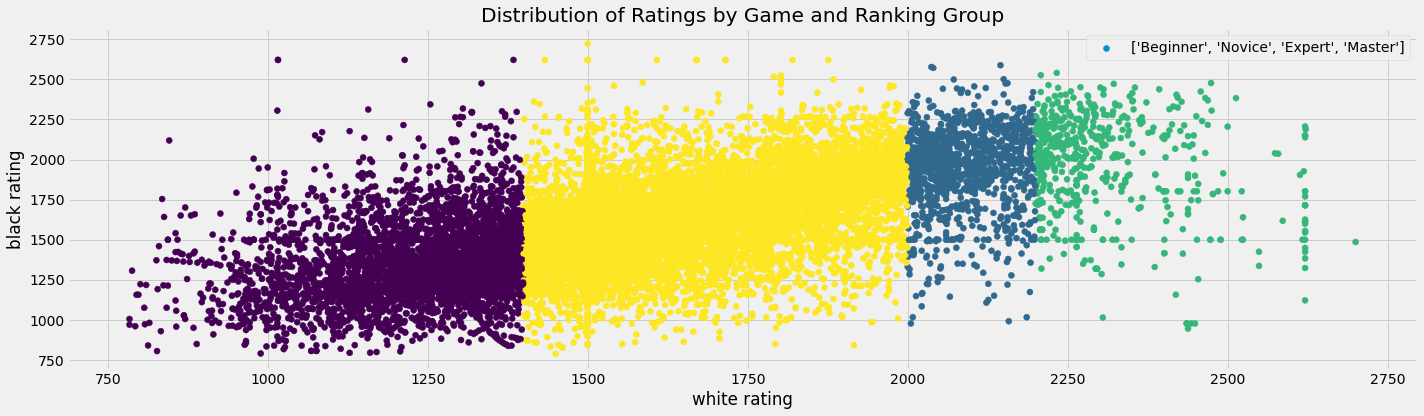 Distribution of Ratings by Game and Ranking Group
['Beginner', 'Novice', 'Expert', 'Master']
black rating
2750
2500
2250
2000
1750
1500
1250
1000
750
750 1000 1250 1500 1750 2000 2250 2500 2750
white rating